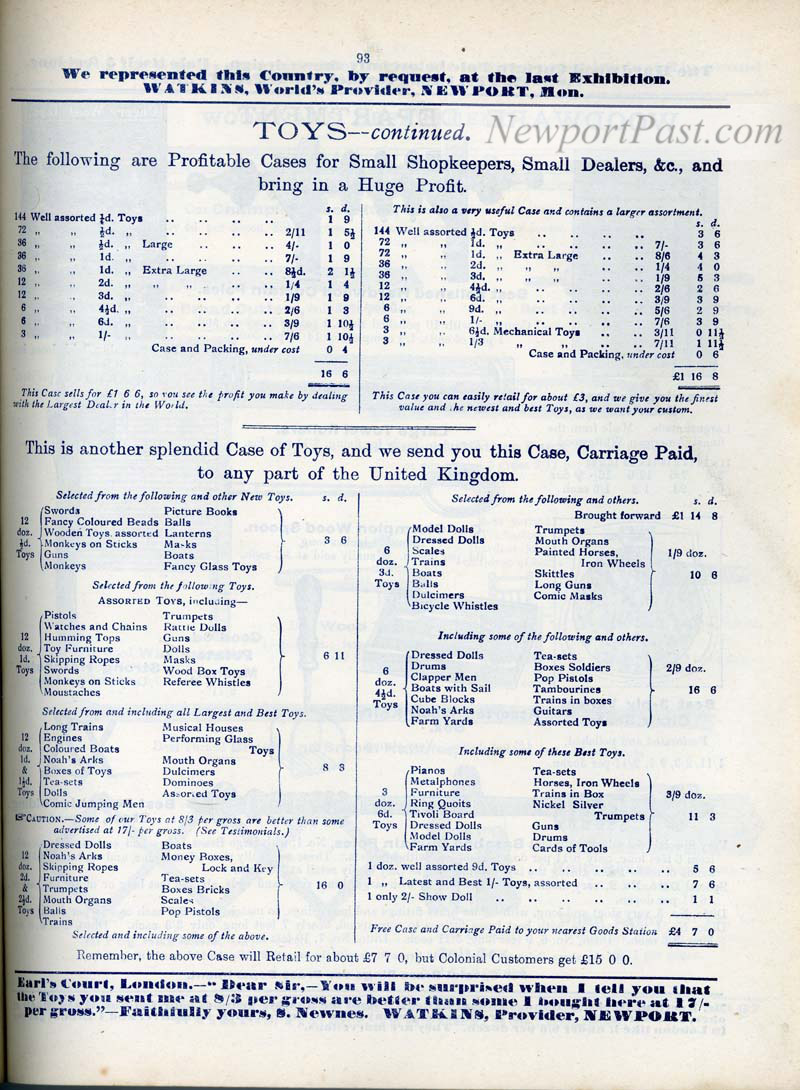 93
We represented this Country, by request, at the last Exhibition.
WATKINS, World's Provider, NEWPORT, Mon.
TOYS—continued.
NewportPast.com
The following are Profitable Cases for Small Shopkeepers, Small Dealers, &c., and
bring in a Huge Profit.
s. d.
144 Well assorted ½d. Toys .. .. .. .. 1 9
72 „ „ ½d. „ .. .. .. 2/11 1 5½
36 „ „ ½d. „ Large .. .. .. 4/- 1 0
36 „ „ 1d. „ .. .. .. .. 7/- 1 9
36 „ „ 1d. „ Extra Large .. .. 8½d. 2 1½
12 „ „ 2d. „ „ „ .. .. 1/4 1 4
12 „ „ 3d. „ .. .. .. .. 1/9 1 9
6 „ „ 4½d. „ .. .. .. .. 2/6 1 3
6 „ „ 6d. „ .. .. .. .. 3/9 1 10½
3 „ „ 1/- „ .. .. .. .. 7/6 1 10½
Case and Packing, under cost 0 4
16 6
This Case sells for £1 6 6, so you see the profit you make by dealing
with the Largest Dealer in the World.
This is also a very useful Case and contains a larger assortment.
s. d.
144 Well assorted ½d. Toys .. .. .. .. 3 6
72 „ „ 1d. „ .. .. .. .. 7/- 3 6
72 „ „ 1d. „ Extra Large .. .. 8/6 4 3
36 „ „ 2d. „ „ „ .. .. 1/4 4 0
36 „ „ 3d. „ .. .. .. .. 1/9 5 3
12 „ „ 4½d. „ .. .. .. .. 2/6 2 6
12 „ „ 6d. „ .. .. .. .. 3/9 3 9
6 „ „ 9d. „ .. .. .. .. 5/6 2 9
6 „ „ 1/- „ .. .. .. .. 7/6 3 9
3 „ „ 6½d. Mechanical Toys .. .. 3/11 0 11½
3 „ „ 1/3 „ „ .. .. 7/11 1 11½
Case and Packing, under cost 0 6
£1 16 8
This Case you can easily retail for about £3, and we give you the finest
value and the newest and best Toys, as we want your custom.
This is another splendid Case of Toys, and we send you this Case, Carriage Paid,
to any part of the United Kingdom.
Selected from the following and other New Toys. s. d.
12 doz. ½d. Toys
Swords Picture Books
Fancy Coloured Beads Balls
Wooden Toys assorted Lanterns
Monkeys on Sticks Masks
Guns Boats
Monkeys Fancy Glass Toys
3 6
Selected from the following Toys.
ASSORTED TOYS, including—
12 doz. 1d. Toys
Pistols Trumpets
Watches and Chains Rattle Dolls
Humming Tops Guns
Toy Furniture Dolls
Skipping Ropes Masks
Swords Wood Box Toys
Monkeys on Sticks Referee Whistles
Moustaches
6 11
Selected from and including all Largest and Best Toys.
12 doz. 1d. & 1½d. Toys
Long Trains Musical Houses
Engines Performing Glass
Coloured Boats Toys
Noah's Arks Mouth Organs
Boxes of Toys Dulcimers
Tea-sets Dominoes
Dolls Assorted Toys
Comic Jumping Men
8 3
☞CAUTION.—Some of our Toys at 8/3 per gross are better than some
advertised at 17/- per gross. (See Testimonials.)
12 doz. 2d. & 2½d. Toys
Dressed Dolls Boats
Noah's Arks Money Boxes,
Skipping Ropes Lock and Key
Furniture Tea-sets
Trumpets Boxes Bricks
Mouth Organs Scales
Balls Pop Pistols
Trains
16 0
Selected and including some of the above.
Selected from the following and others. s. d.
Brought forward £1 14 8
6 doz. 3d. Toys
Model Dolls Trumpets
Dressed Dolls Mouth Organs
Scales Painted Horses,
Trains Iron Wheels
Boats Skittles
Balls Long Guns
Dulcimers Comic Masks
Bicycle Whistles
1/9 doz.
10 6
Including some of the following and others.
6 doz. 4½d. Toys
Dressed Dolls Tea-sets
Drums Boxes Soldiers
Clapper Men Pop Pistols
Boats with Sail Tambourines
Cube Blocks Trains in boxes
Noah's Arks Guitars
Farm Yards Assorted Toys
2/9 doz.
16 6
Including some of these Best Toys.
3 doz. 6d. Toys
Pianos Tea-sets
Metalphones Horses, Iron Wheels
Furniture Trains in Box
Ring Quoits Nickel Silver
Tivoli Board Trumpets
Dressed Dolls Guns
Model Dolls Drums
Farm Yards Cards of Tools
3/9 doz.
11 3
1 doz. well assorted 9d. Toys .. .. .. .. 5 6
1 „ Latest and Best 1/- Toys, assorted .. .. .. 7 6
1 only 2/- Show Doll .. .. .. .. .. 1 1
Free Case and Carriage Paid to your nearest Goods Station £4 7 0
Remember, the above Case will Retail for about £7 7 0, but Colonial Customers get £15 0 0.
Earl's Court, London.—"Dear Sir,—You will be surprised when I tell you that
the Toys you sent me at 8/3 per gross are better than some I bought here at 17/-
per gross."—Faithfully yours, S. Newnes. WATKINS, Provider, NEWPORT.